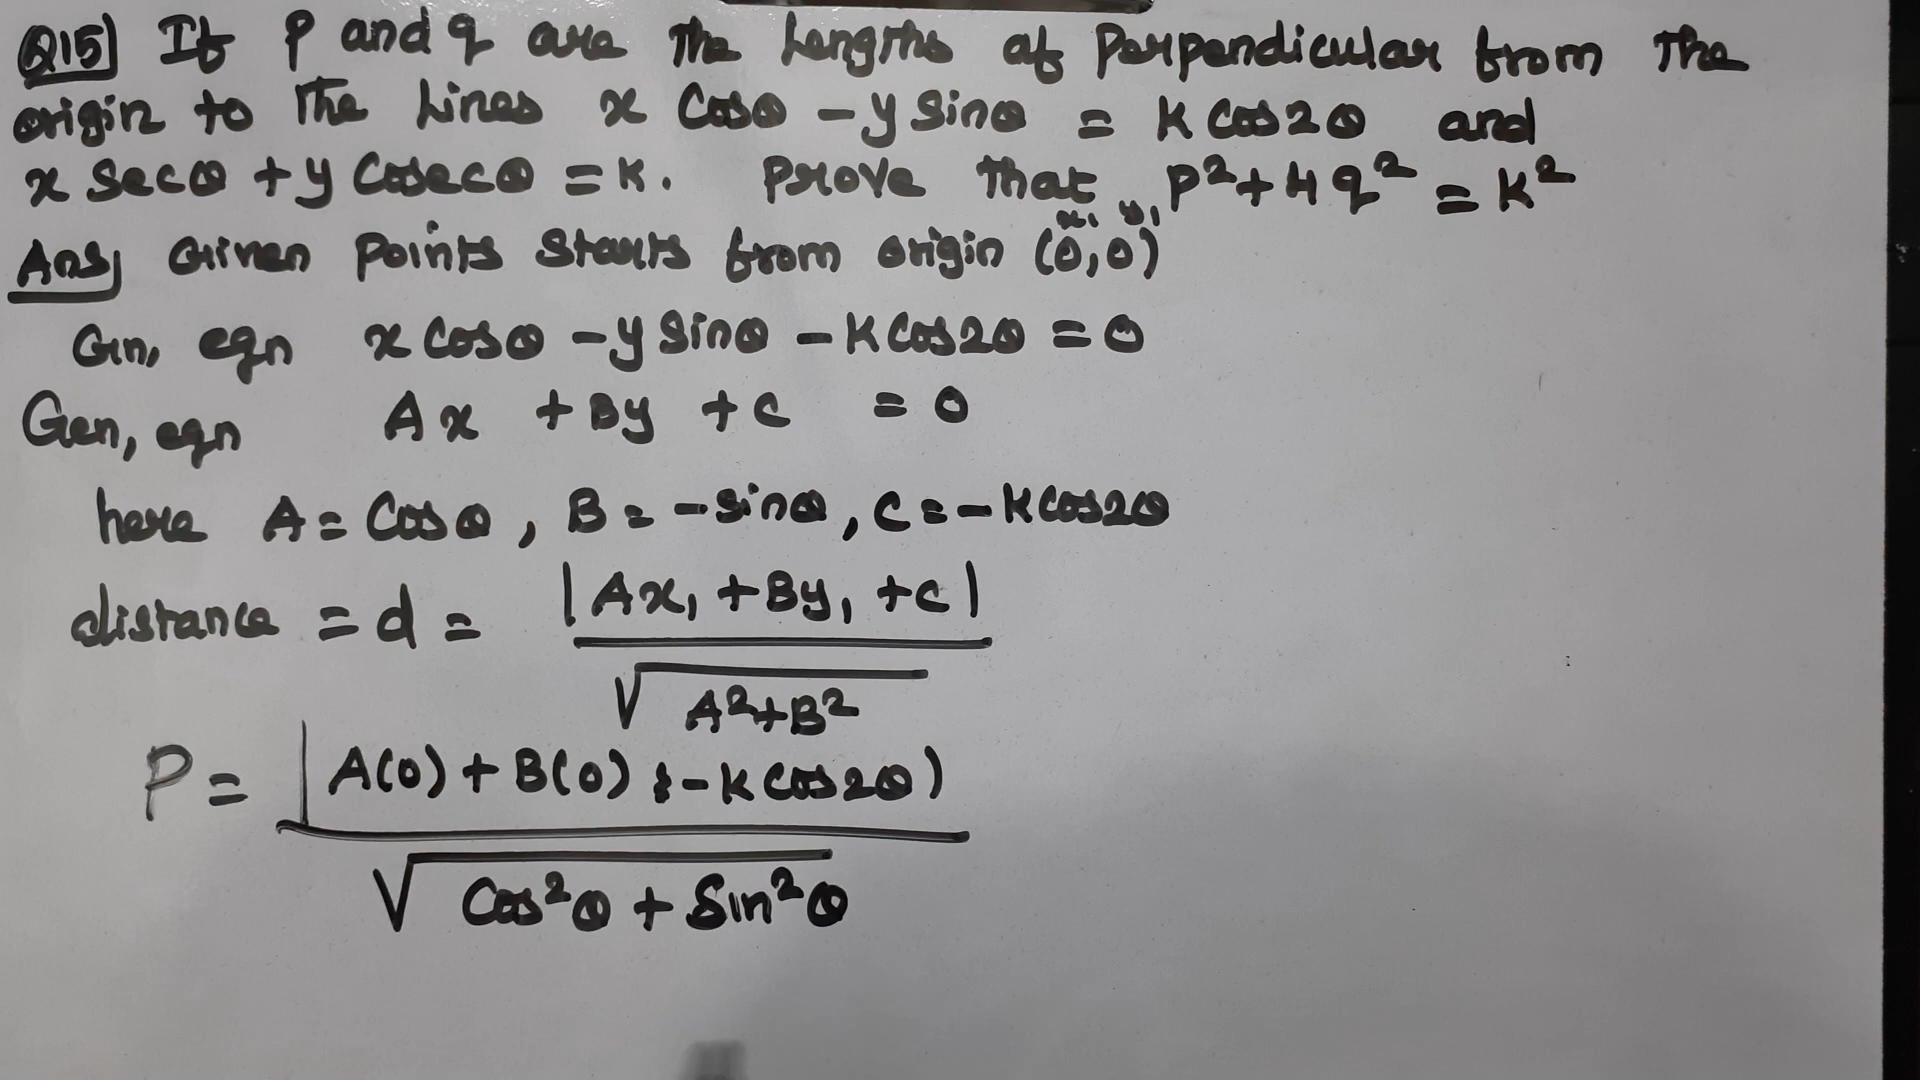 Q15) If P and q are the Lengths of Perpendicular from The
origin to The Lines x Cosθ - y Sinθ = K Cos2θ and
x Secθ + y Cosecθ = K. Prove that P² + 4q² = K²
x₁ y₁
Ans) Given Points Starts from origin (0,0)
Gn, eqn x Cosθ - y Sinθ - K Cos2θ = 0
Gen, eqn Ax + By + C = 0
here A = Cosθ, B = -Sinθ, C = -K Cos2θ
distance = d = |Ax₁ + By₁ + C|
√A²+B²
P = |A(0) + B(0) + -K Cos2θ)
√Cos²θ + Sin²θ